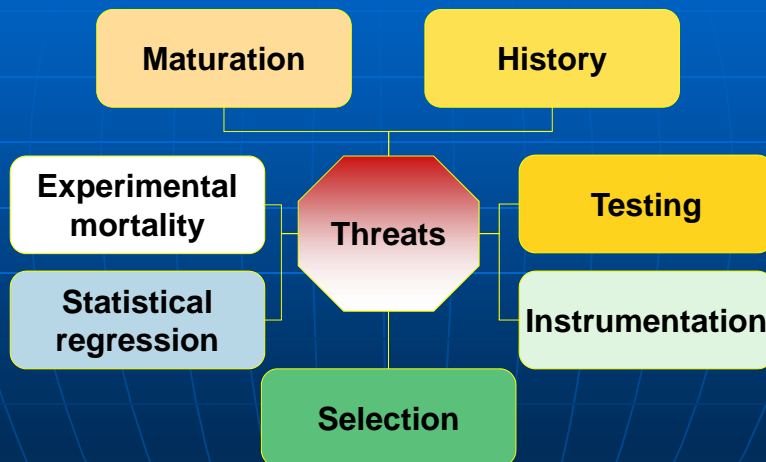 Maturation
History
Experimental
mortality
Threats
Testing
Statistical
regression
Instrumentation
Selection